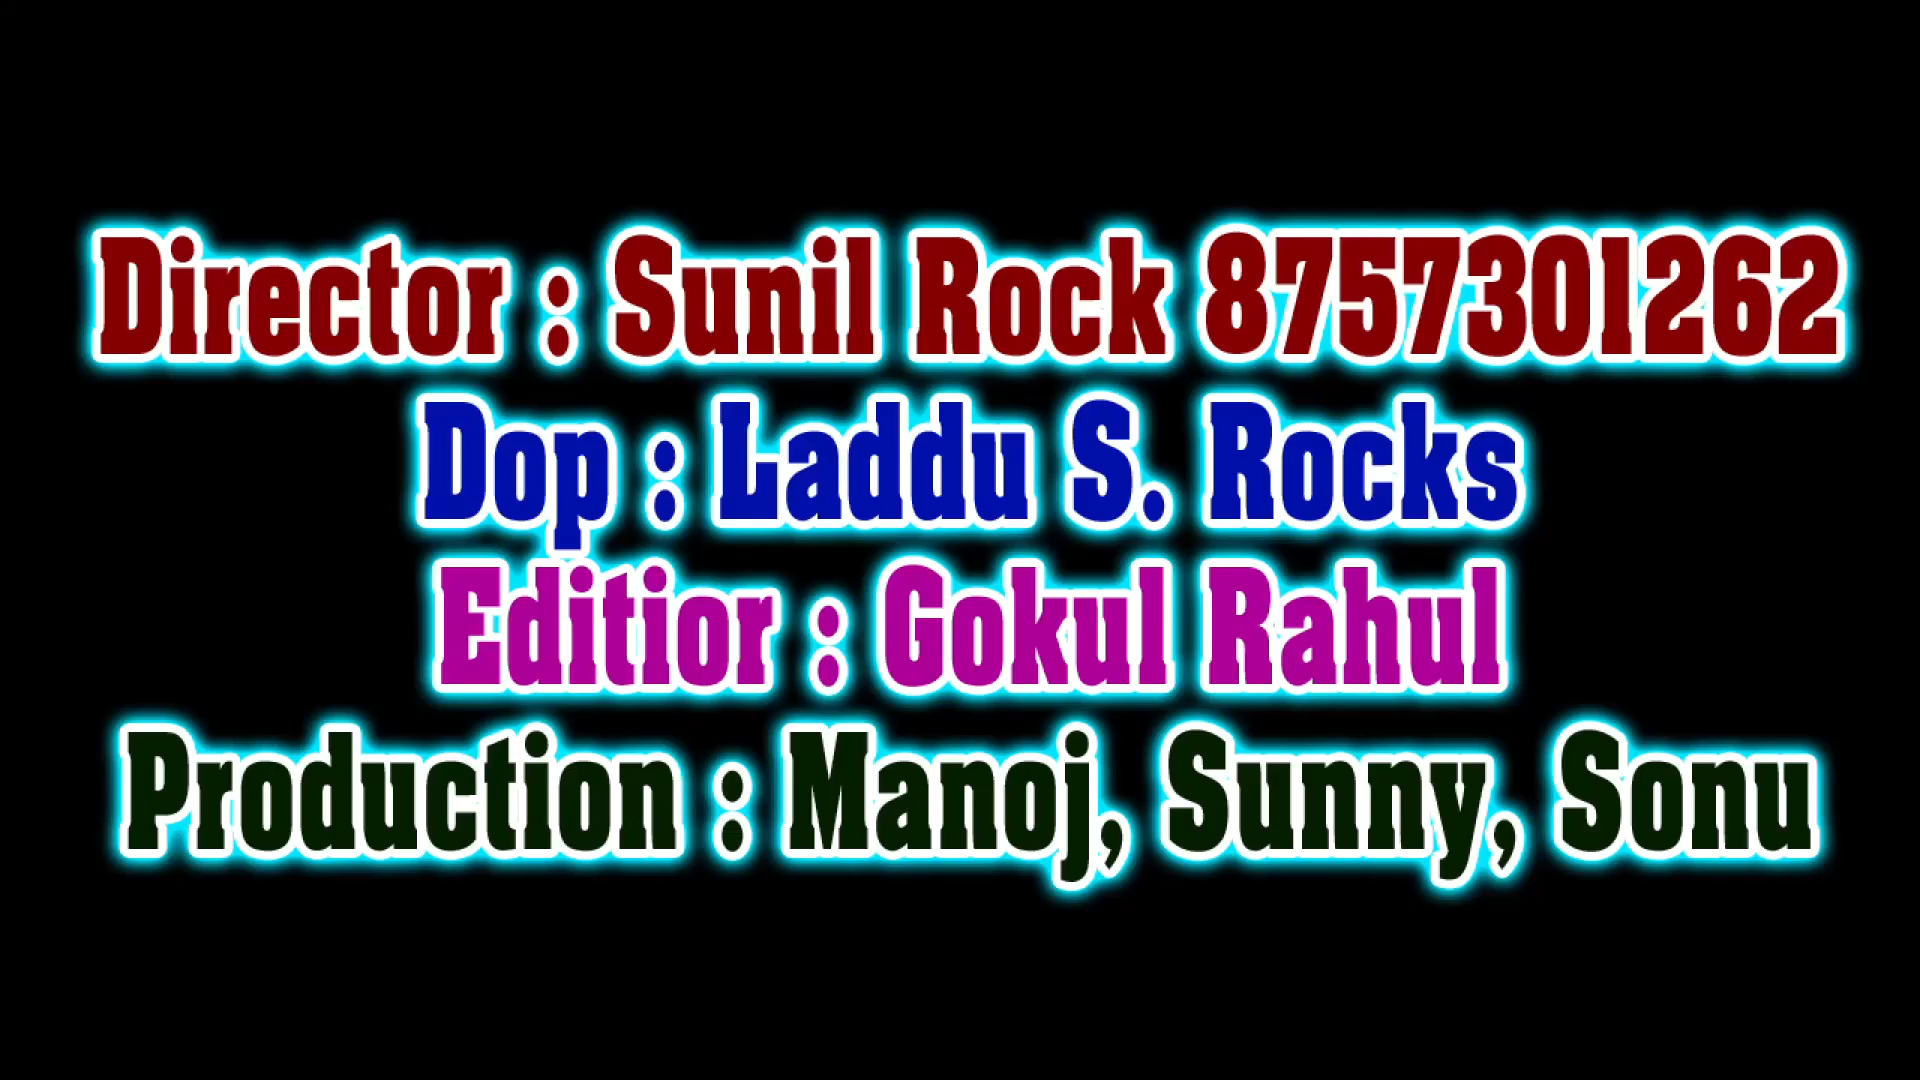 Director : Sunil Rock 8757301262
Dop : Laddu S. Rocks
Editior : Gokul Rahul
Production : Manoj, Sunny, Sonu